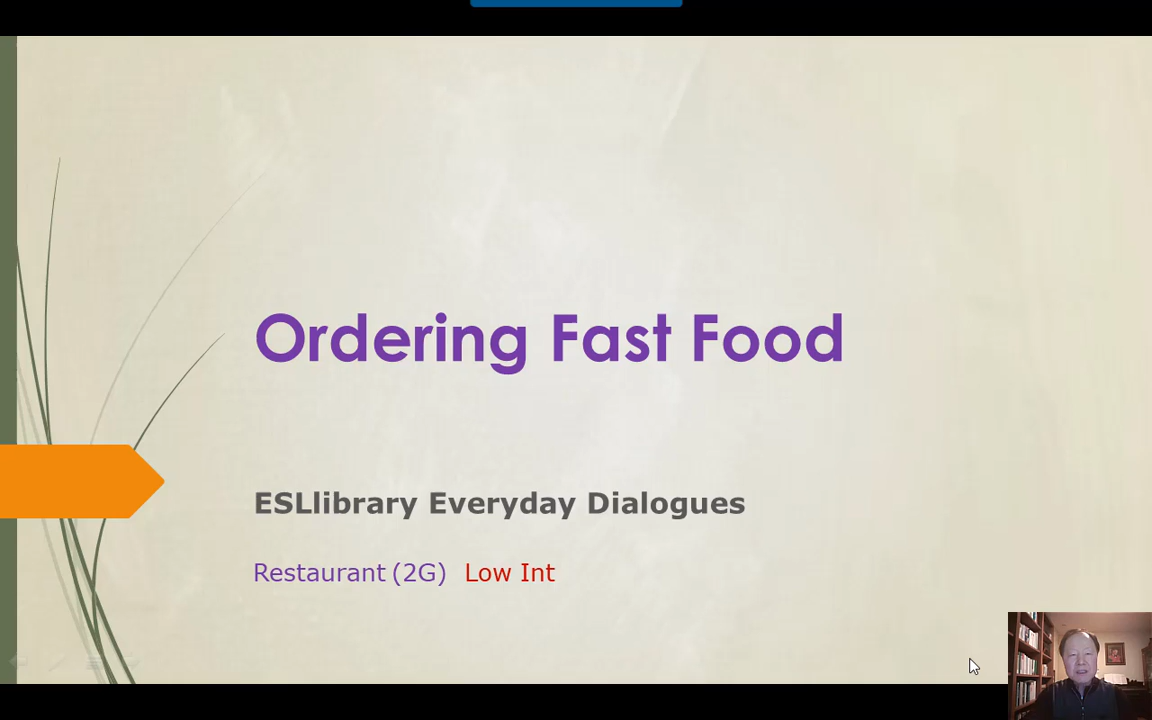 Ordering Fast Food
ESLlibrary Everyday Dialogues
Restaurant (2G) Low Int